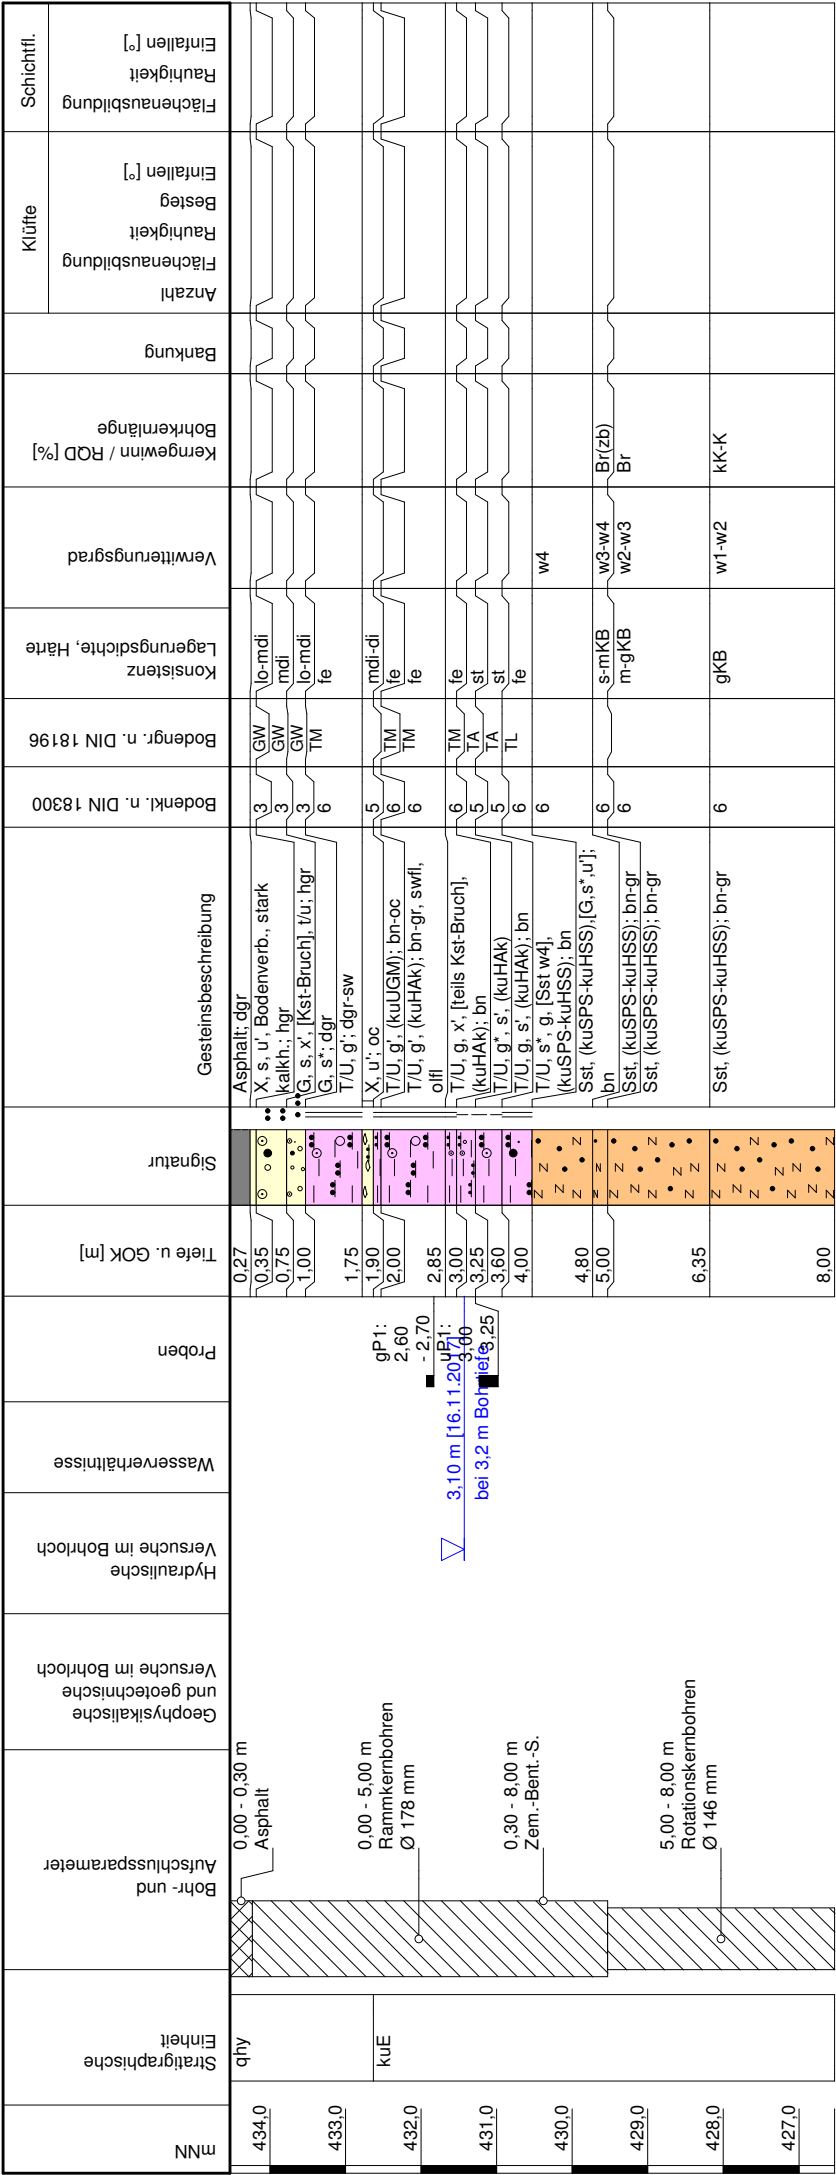 mNN
Stratigraphische
Einheit
Bohr- und
Aufschlussparameter
Geophysikalische
und geotechnische
Versuche im Bohrloch
Hydraulische
Versuche im Bohrloch
Wasserverhältnisse
Proben
Tiefe u. GOK [m]
Signatur
Gesteinsbeschreibung
Bodenkl. n. DIN 18300
Bodengr. n. DIN 18196
Konsistenz
Lagerungsdichte, Härte
Verwitterungsgrad
Kerngewinn / RQD [%]
Bohrkernlänge
Bankung
Klüfte
Anzahl
Flächenausbildung
Rauhigkeit
Besteg
Einfallen [°]
Schichtfl.
Flächenausbildung
Rauhigkeit
Einfallen [°]
434,0
433,0
432,0
431,0
430,0
429,0
428,0
427,0
qhy
kuE
0,00 - 0,30 m
Asphalt
0,00 - 5,00 m
Rammkernbohren
Ø 178 mm
0,30 - 8,00 m
Zem.-Bent.-S.
5,00 - 8,00 m
Rotationskernbohren
Ø 146 mm
3,10 m [16.11.2017]
bei 3,2 m Bohrtiefe
gP1:
2,60
- 2,70
uP1:
3,00
3,25
0,27
0,35
0,75
1,00
1,75
1,90
2,00
2,85
3,00
3,25
3,60
4,00
4,80
5,00
6,35
8,00
Asphalt; dgr
X, s, u', Bodenverb., stark
kalkh.; hgr
G, s, x', [Kst-Bruch], t/u; hgr
G, s*; dgr
T/U, g'; dgr-sw
X, u'; oc
T/U, g', (kuUGM); bn-oc
T/U, g', (kuHAk); bn-gr, swfl,
olfl
T/U, g, x', [teils Kst-Bruch],
(kuHAk); bn
T/U, g*, s', (kuHAk)
T/U, g, s', (kuHAk); bn
T/U, s*, g, [Sst w4],
(kuSPS-kuHSS); bn
Sst, (kuSPS-kuHSS),[G,s*,u'];
bn
Sst, (kuSPS-kuHSS); bn-gr
Sst, (kuSPS-kuHSS); bn-gr
Sst, (kuSPS-kuHSS); bn-gr
3
3
3
6
5
6
6
6
5
5
6
6
6
6
6
GW
GW
GW
TM
TM
TM
TM
TA
TA
TL
lo-mdi
mdi
lo-mdi
fe
mdi-di
fe
fe
fe
st
st
fe
s-mKB
m-gKB
gKB
w4
w3-w4
w2-w3
w1-w2
Br(zb)
Br
kK-K